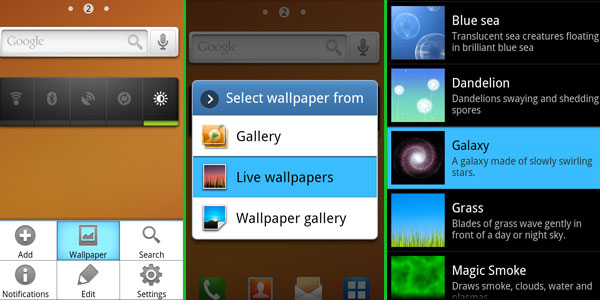 2
Google
Add
Wallpaper
Search
Notifications
Edit
Settings
2
Google
Select wallpaper from
Gallery
Live wallpapers
Wallpaper gallery
Blue sea
Translucent sea creatures floating
in brilliant blue sea
Dandelion
Dandelions swaying and shedding
spores
Galaxy
A galaxy made of slowly swirling
stars.
Grass
Blades of grass wave gently in
front of a day or night sky.
Magic Smoke
Draws smoke, clouds, water and
plasmas